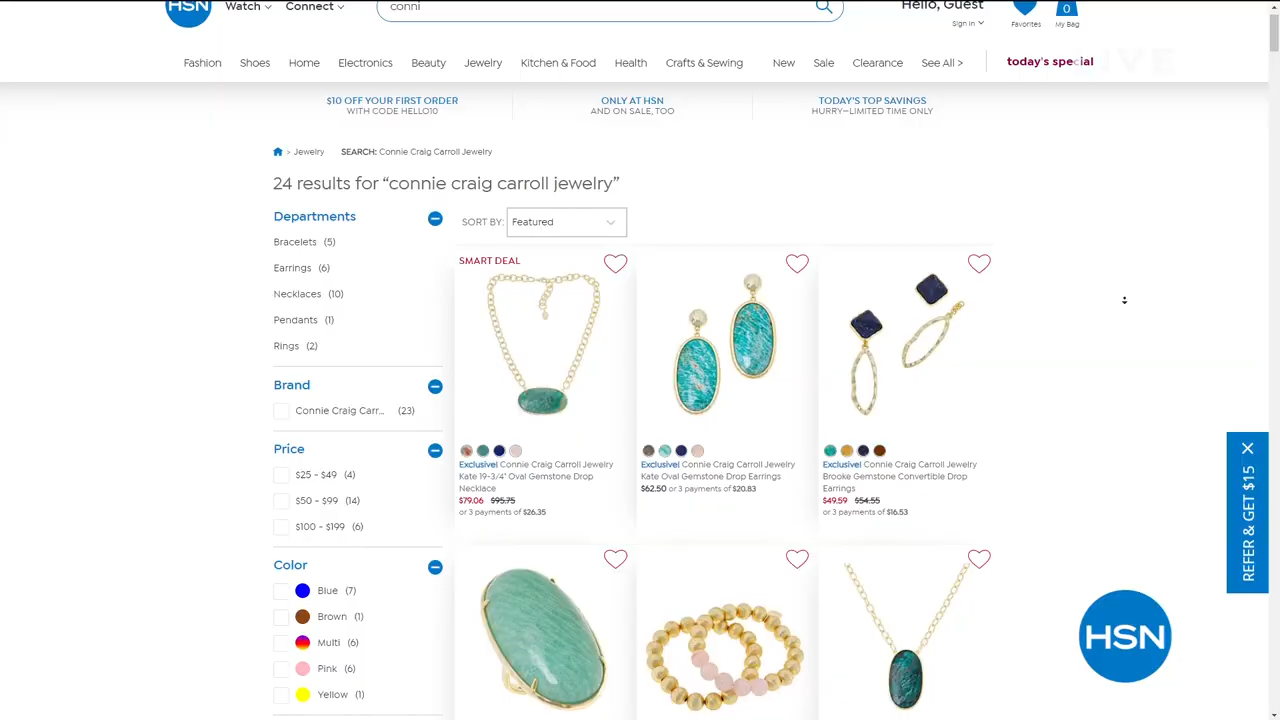 HSN
Watch
Connect
conni
Hello, Guest
Sign in
Favorites
0
My Bag
Fashion
Shoes
Home
Electronics
Beauty
Jewelry
Kitchen & Food
Health
Crafts & Sewing
New
Sale
Clearance
See All >
today's special
$10 OFF YOUR FIRST ORDER
WITH CODE HELLO10
ONLY AT HSN
AND ON SALE, TOO
TODAY'S TOP SAVINGS
HURRY—LIMITED TIME ONLY
> Jewelry
SEARCH: Connie Craig Carroll Jewelry
24 results for “connie craig carroll jewelry”
Departments
Bracelets (5)
Earrings (6)
Necklaces (10)
Pendants (1)
Rings (2)
Brand
Connie Craig Carr... (23)
Price
$25 - $49 (4)
$50 - $99 (14)
$100 - $199 (6)
Color
Blue (7)
Brown (1)
Multi (6)
Pink (6)
Yellow (1)
SORT BY: Featured
SMART DEAL
Exclusive! Connie Craig Carroll Jewelry
Kate 19-3/4" Oval Gemstone Drop
Necklace
$79.06 $95.75
or 3 payments of $26.35
Exclusive! Connie Craig Carroll Jewelry
Kate Oval Gemstone Drop Earrings
$62.50 or 3 payments of $20.83
Exclusive! Connie Craig Carroll Jewelry
Brooke Gemstone Convertible Drop
Earrings
$49.59 $54.55
or 3 payments of $16.53
REFER & GET $15
HSN